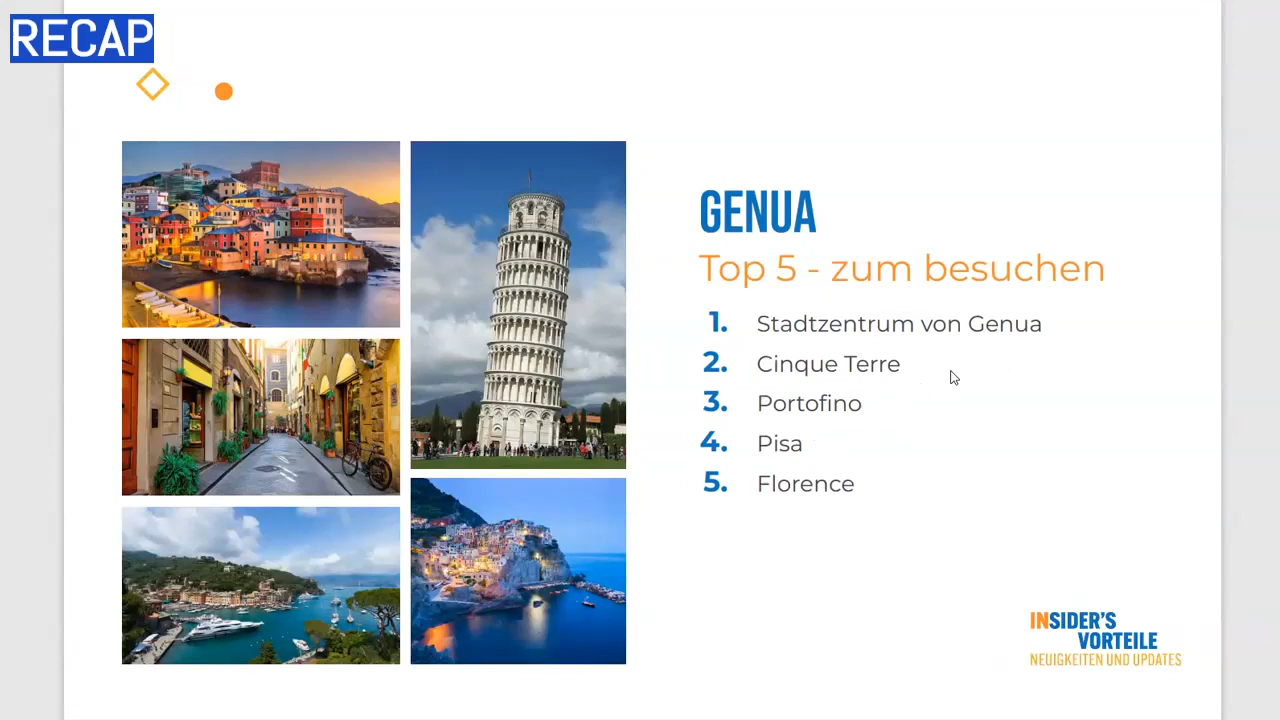 RECAP
GENUA
Top 5 - zum besuchen
1. Stadtzentrum von Genua
2. Cinque Terre
3. Portofino
4. Pisa
5. Florence
INSIDER'S
VORTEILE
NEUIGKEITEN UND UPDATES